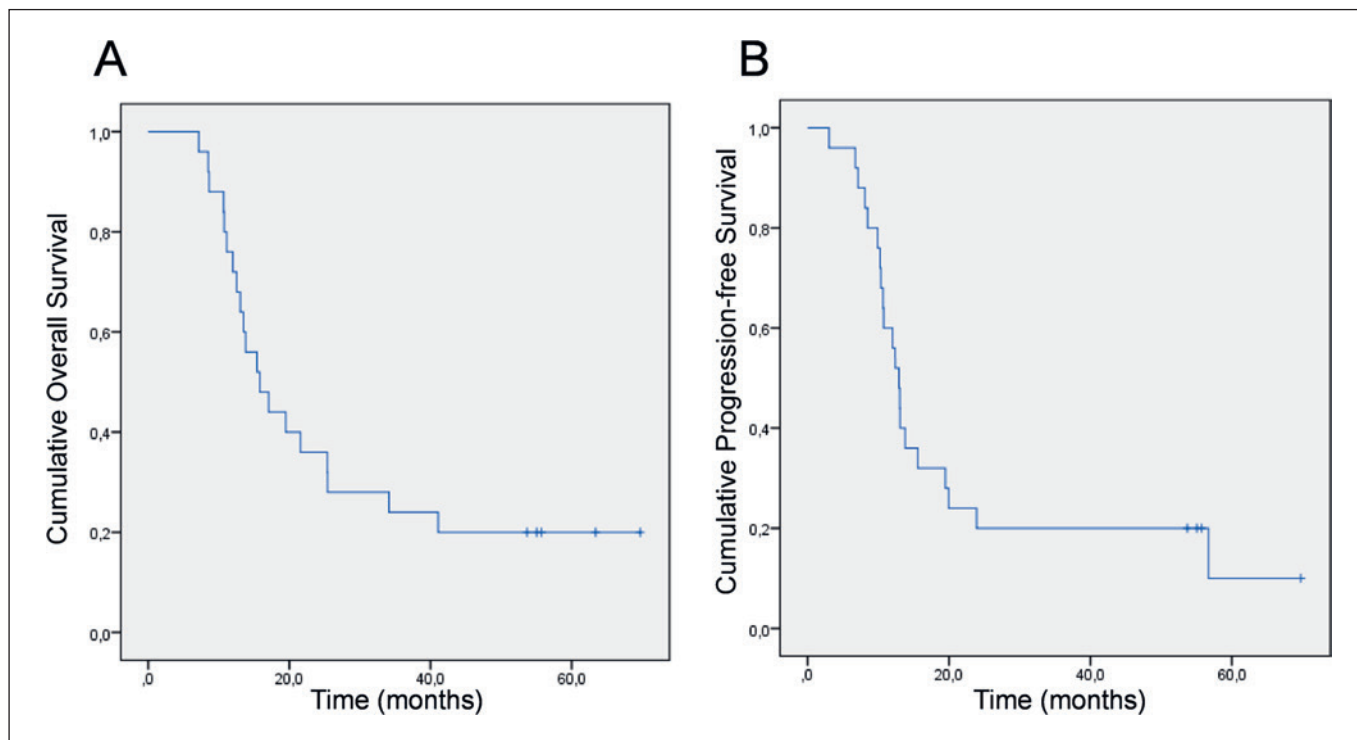 A
Cumulative Overall Survival
1,0
0,8
0,6
0,4
0,2
0,0
,0 20,0 40,0 60,0
Time (months)
B
Cumulative Progression-free Survival
1,0
0,8
0,6
0,4
0,2
0,0
,0 20,0 40,0 60,0
Time (months)